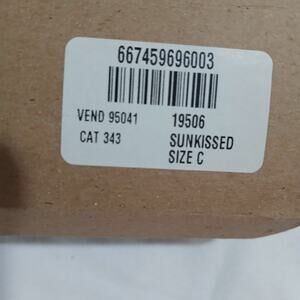 667459696003
VEND 95041 19506
CAT 343 SUNKISSED
SIZE C